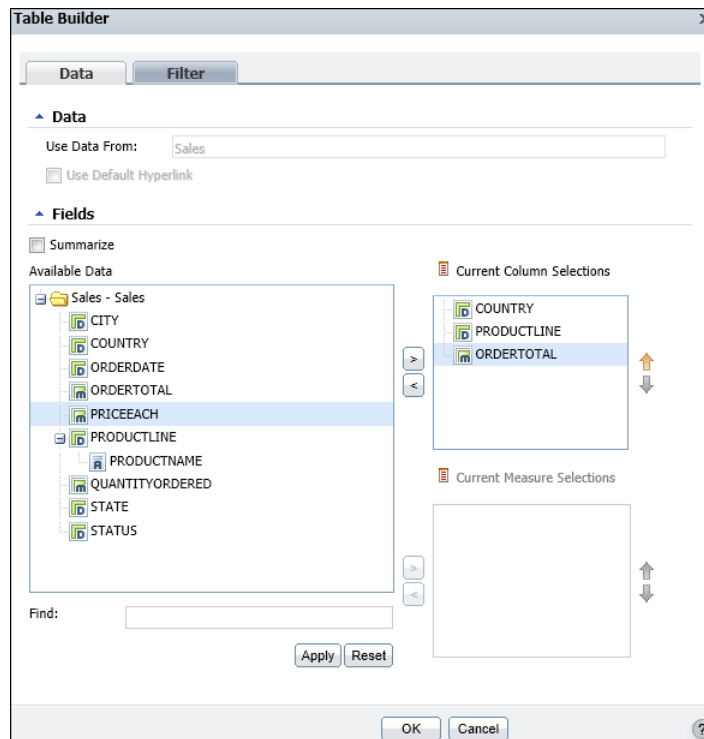 Table Builder
Data Filter
Data
Use Data From: Sales
Use Default Hyperlink
Fields
Summarize
Available Data
Sales - Sales
CITY
COUNTRY
ORDERDATE
ORDERTOTAL
PRICEEACH
PRODUCTLINE
PRODUCTNAME
QUANTITYORDERED
STATE
STATUS
Find:
Apply Reset
>
<
Current Column Selections
COUNTRY
PRODUCTLINE
ORDERTOTAL
Current Measure Selections
>
<
OK Cancel ?